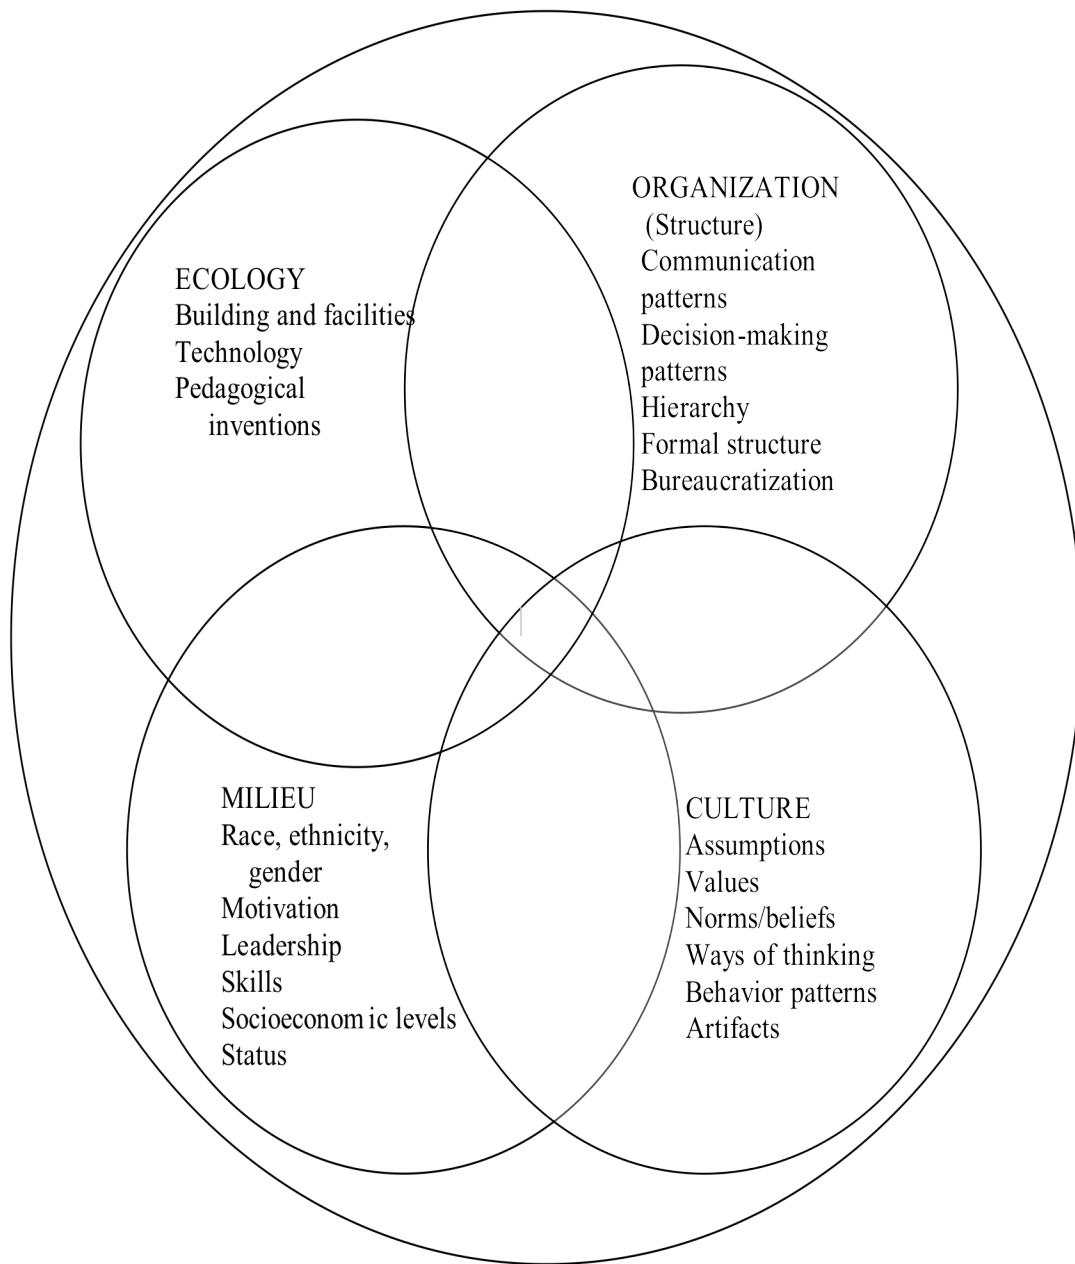 ORGANIZATION
(Structure)
Communication
patterns
Decision-making
patterns
Hierarchy
Formal structure
Bureaucratization
ECOLOGY
Building and facilities
Technology
Pedagogical
inventions
MILIEU
Race, ethnicity,
gender
Motivation
Leadership
Skills
Socioeconomic levels
Status
CULTURE
Assumptions
Values
Norms/beliefs
Ways of thinking
Behavior patterns
Artifacts